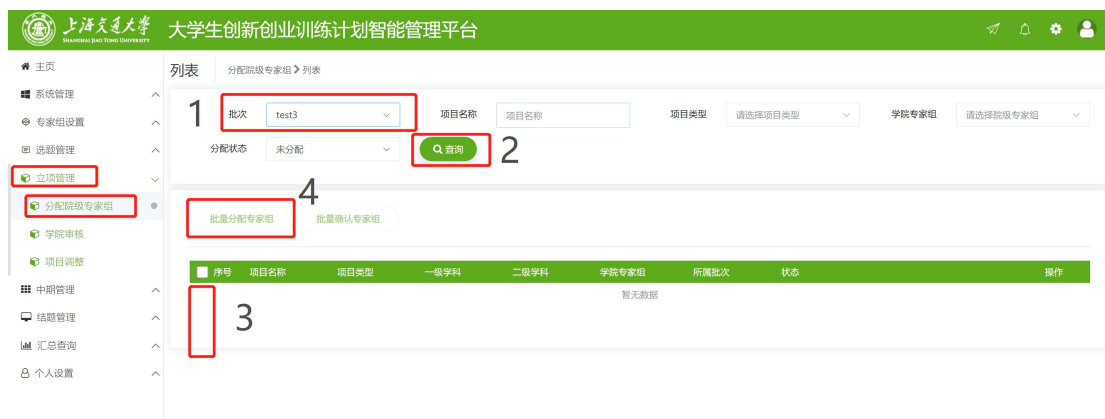 上海交通大学 大学生创新创业训练计划智能管理平台
SHANGHAI JIAO TONG UNIVERSITY
主页
系统管理
专家组设置
选题管理
立项管理
分配院级专家组
学院审核
项目调整
中期管理
结题管理
汇总查询
个人设置
列表 分配院级专家组 > 列表
1 批次 test3 项目名称 项目名称 项目类型 请选择项目类型 学院专家组 请选择院级专家组
分配状态 未分配 查询 2
4
批量分配专家组 批量确认专家组
序号 项目名称 项目类型 一级学科 二级学科 学院专家组 所属批次 状态 操作
暂无数据
3